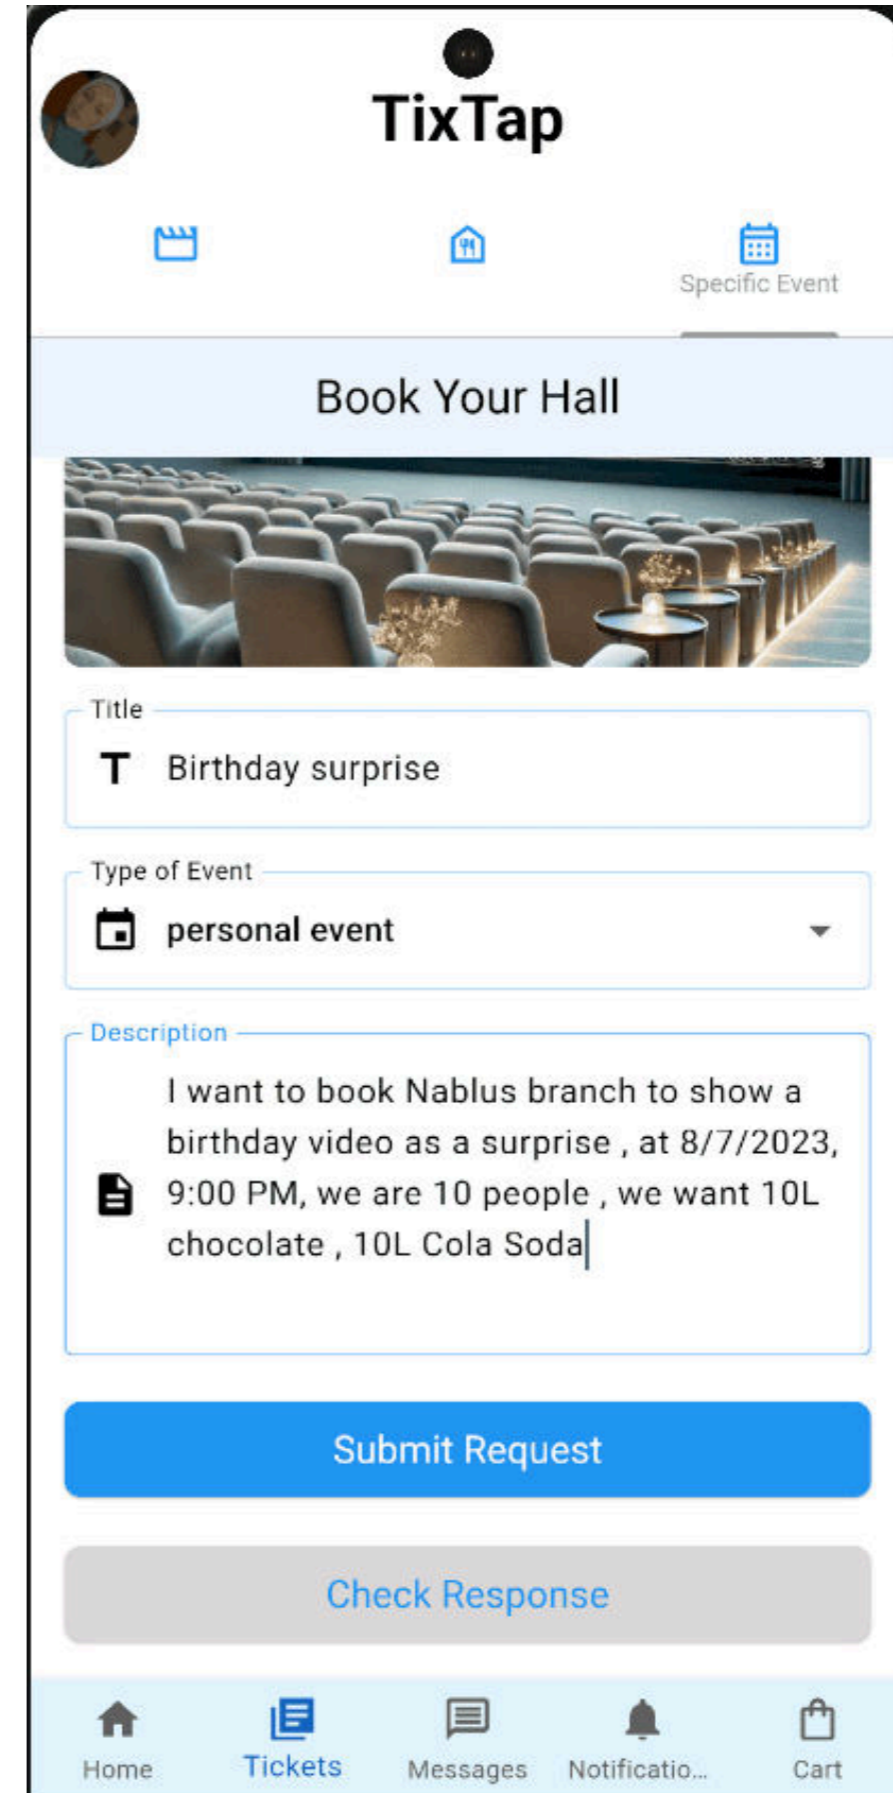 TixTap
Specific Event
Book Your Hall
Title
T Birthday surprise
Type of Event
personal event
Description
I want to book Nablus branch to show a
birthday video as a surprise , at 8/7/2023,
9:00 PM, we are 10 people , we want 10L
chocolate , 10L Cola Soda
Submit Request
Check Response
Home Tickets Messages Notificatio... Cart